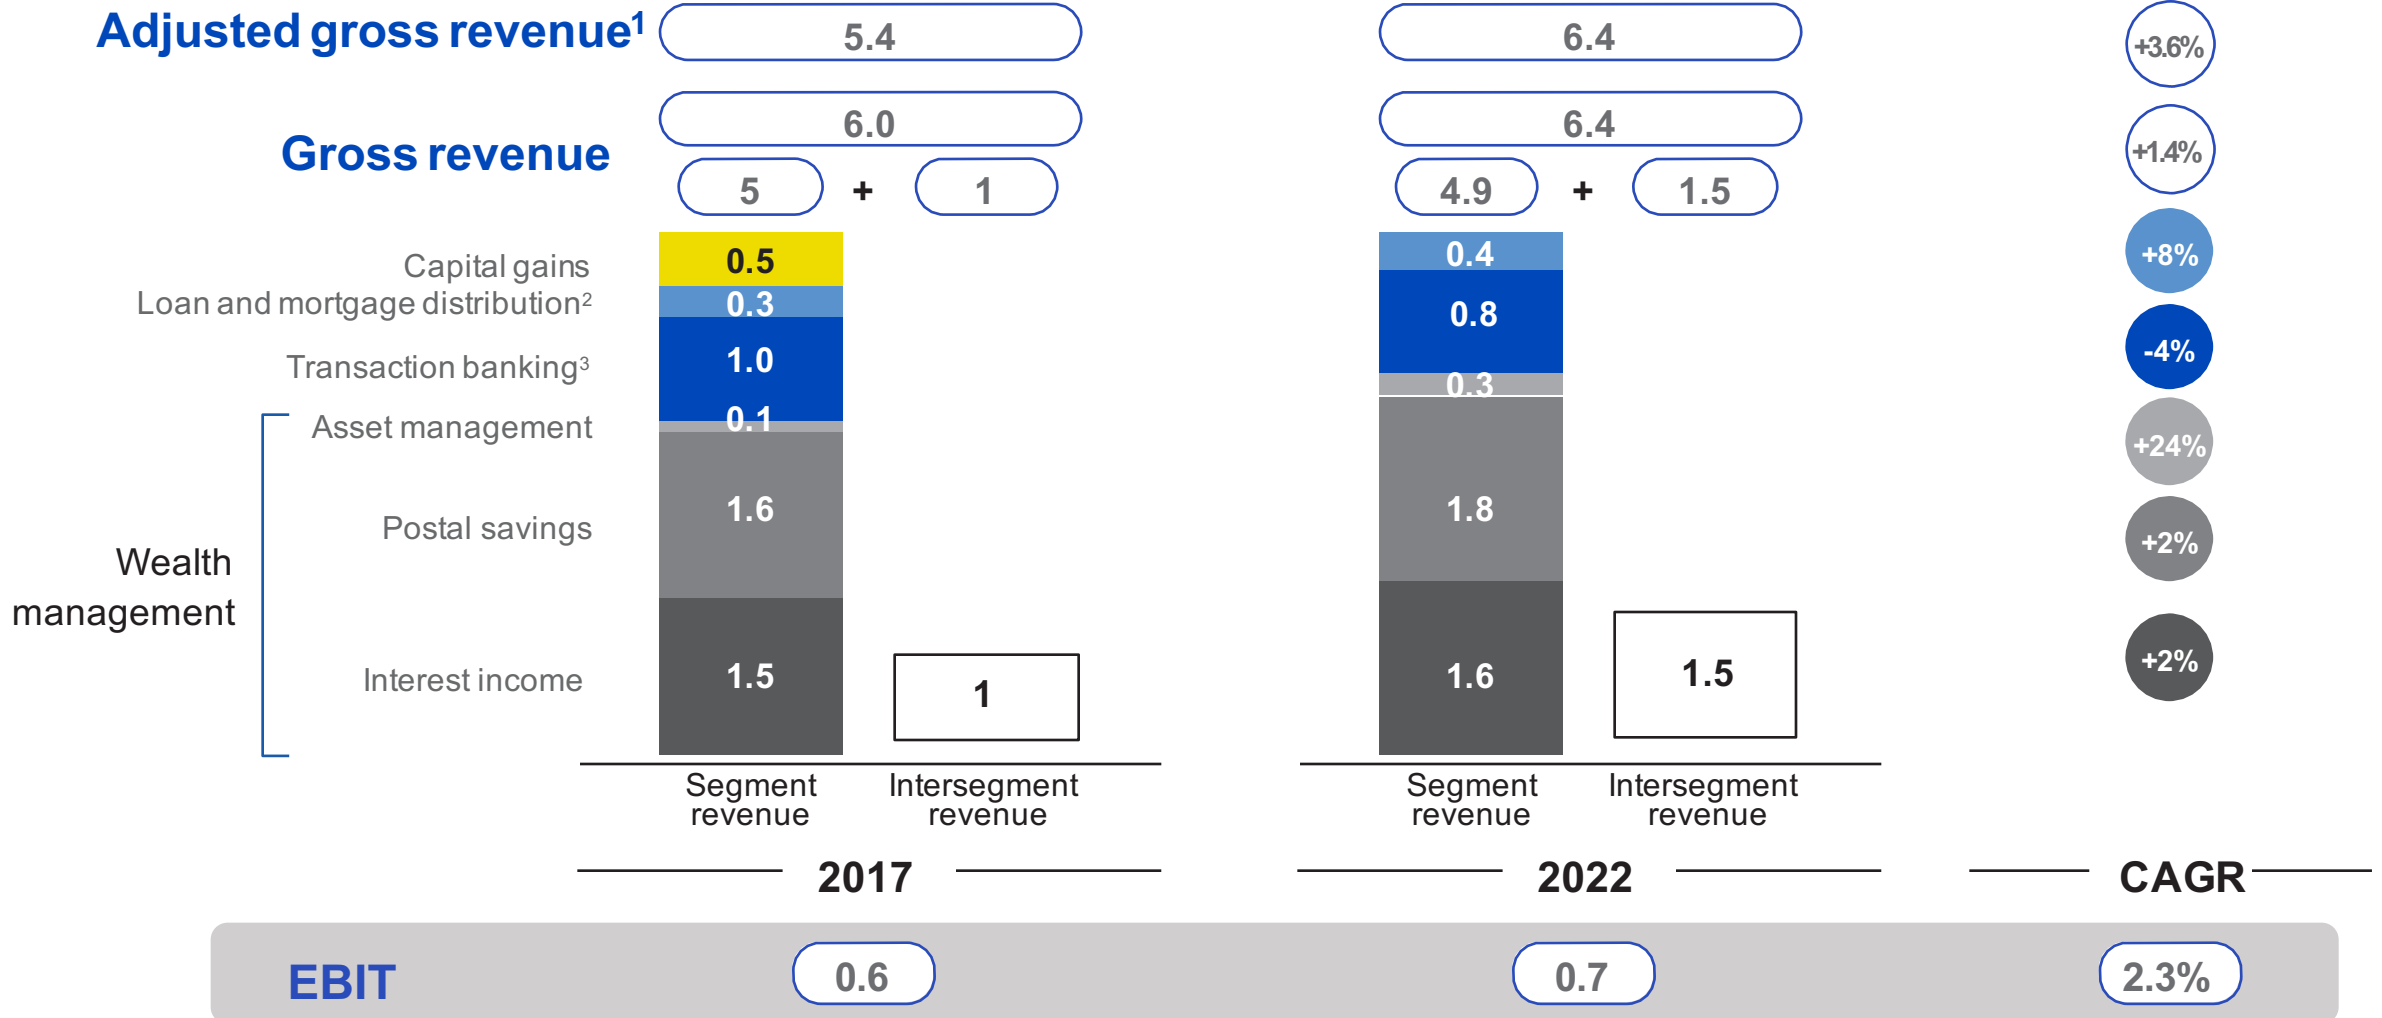 Adjusted gross revenue1 5.4 6.4 +3.6%
6.0 6.4 +1.4%
Gross revenue
5 + 1 4.9 + 1.5
Capital gains 0.5 0.4 +8%
Loan and mortgage distribution2 0.3 0.8
Transaction banking3 1.0 0.3 -4%
Asset management 0.1 +24%
Postal savings 1.6 1.8 +2%
Wealth
management
Interest income 1.5 1 1.6 1.5 +2%
Segment Intersegment Segment Intersegment
revenue revenue revenue revenue
2017 2022 CAGR
EBIT 0.6 0.7 2.3%